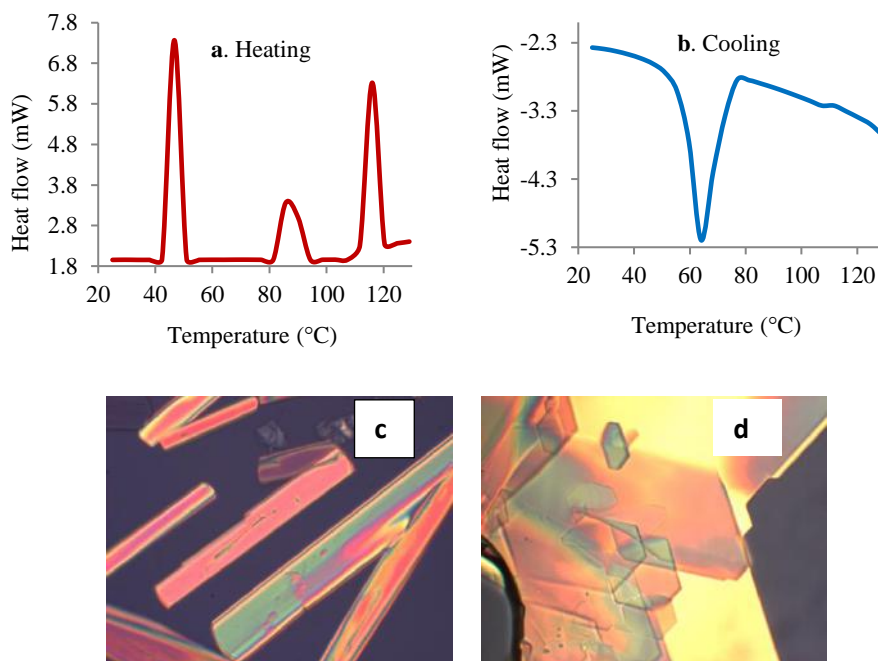 7.8
6.8
5.8
4.8
3.8
2.8
1.8
20 40 60 80 100 120
Heat flow (mW)
Temperature (°C)
a. Heating
-2.3
-3.3
-4.3
-5.3
20 40 60 80 100 120
Heat flow (mW)
Temperature (°C)
b. Cooling
c
d